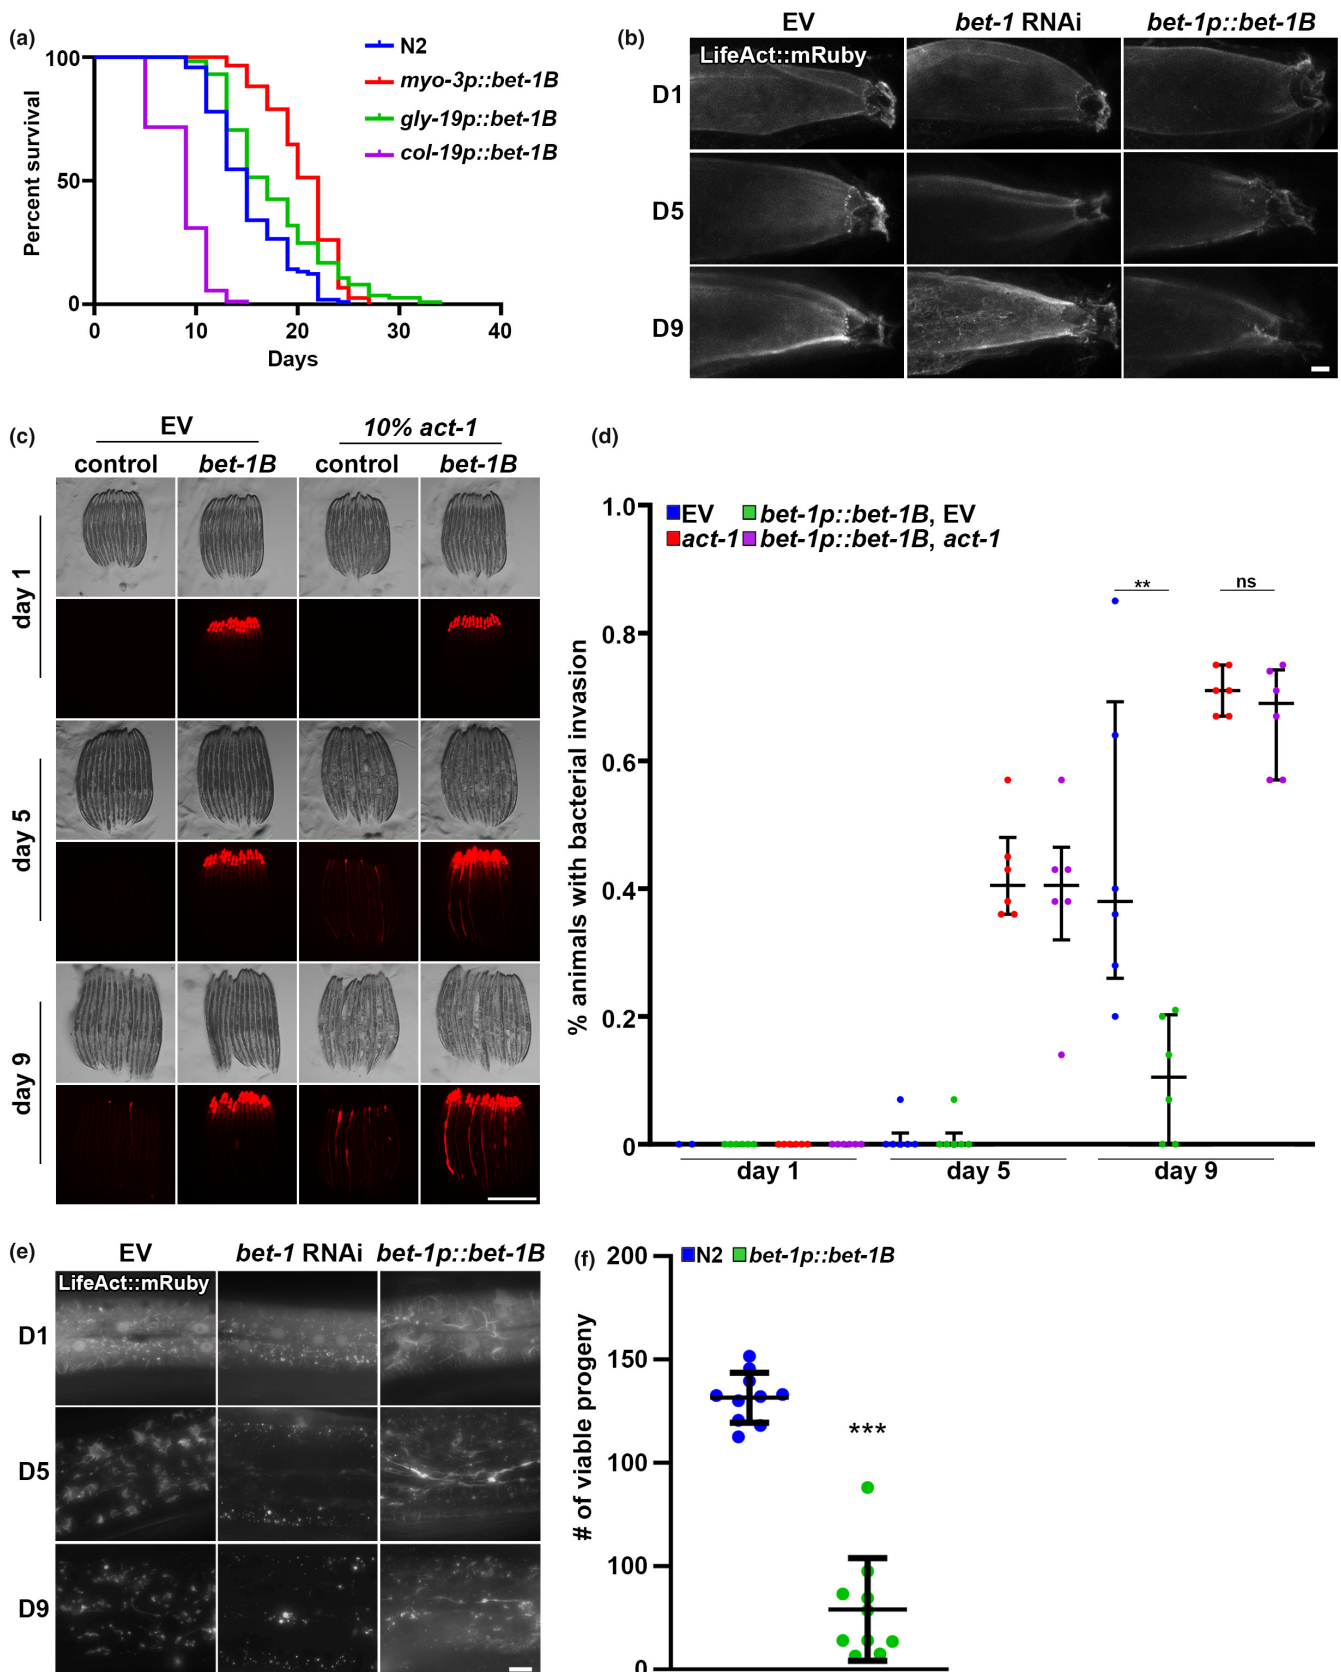 (a)
100
50
0
0 10 20 30 40
Percent survival
Days
N2
myo-3p::bet-1B
gly-19p::bet-1B
col-19p::bet-1B
(b)
EV bet-1 RNAi bet-1p::bet-1B
LifeAct::mRuby
D1
D5
D9
(c)
EV 10% act-1
control bet-1B control bet-1B
day 1
day 5
day 9
(d)
1.0
0.8
0.6
0.4
0.2
0
% animals with bacterial invasion
EV bet-1p::bet-1B, EV
act-1 bet-1p::bet-1B, act-1
** ns
day 1 day 5 day 9
(e)
EV bet-1 RNAi bet-1p::bet-1B
LifeAct::mRuby
D1
D5
D9
(f)
200
150
100
100
0
# of viable progeny
N2 bet-1p::bet-1B
***